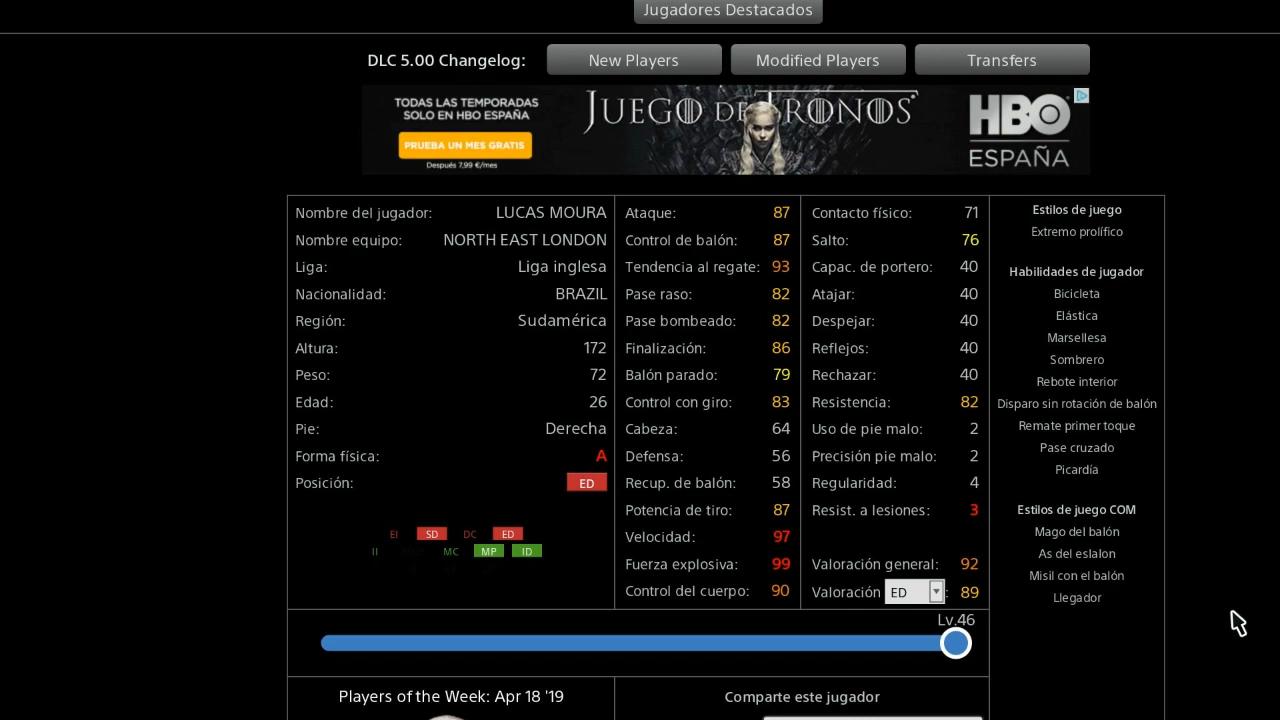 Jugadores Destacados
DLC 5.00 Changelog: New Players Modified Players Transfers
TODAS LAS TEMPORADAS
SOLO EN HBO ESPAÑA
PRUEBA UN MES GRATIS
Después 7,99 €/mes
JUEGO DE TRONOS
HBO
ESPAÑA
Nombre del jugador: LUCAS MOURA
Nombre equipo: NORTH EAST LONDON
Liga: Liga inglesa
Nacionalidad: BRAZIL
Región: Sudamérica
Altura: 172
Peso: 72
Edad: 26
Pie: Derecha
Forma física: A
Posición: ED
EI SD DC ED
II MC MP ID
Ataque: 87
Control de balón: 87
Tendencia al regate: 93
Pase raso: 82
Pase bombeado: 82
Finalización: 86
Balón parado: 79
Control con giro: 83
Cabeza: 64
Defensa: 56
Recup. de balón: 58
Potencia de tiro: 87
Velocidad: 97
Fuerza explosiva: 99
Control del cuerpo: 90
Contacto físico: 71
Salto: 76
Capac. de portero: 40
Atajar: 40
Despejar: 40
Reflejos: 40
Rechazar: 40
Resistencia: 82
Uso de pie malo: 2
Precisión pie malo: 2
Regularidad: 4
Resist. a lesiones: 3
Valoración general: 92
Valoración ED : 89
Estilos de juego
Extremo prolífico
Habilidades de jugador
Bicicleta
Elástica
Marsellesa
Sombrero
Rebote interior
Disparo sin rotación de balón
Remate primer toque
Pase cruzado
Picardía
Estilos de juego COM
Mago del balón
As del eslalon
Misil con el balón
Llegador
Lv.46
Players of the Week: Apr 18 '19
Comparte este jugador